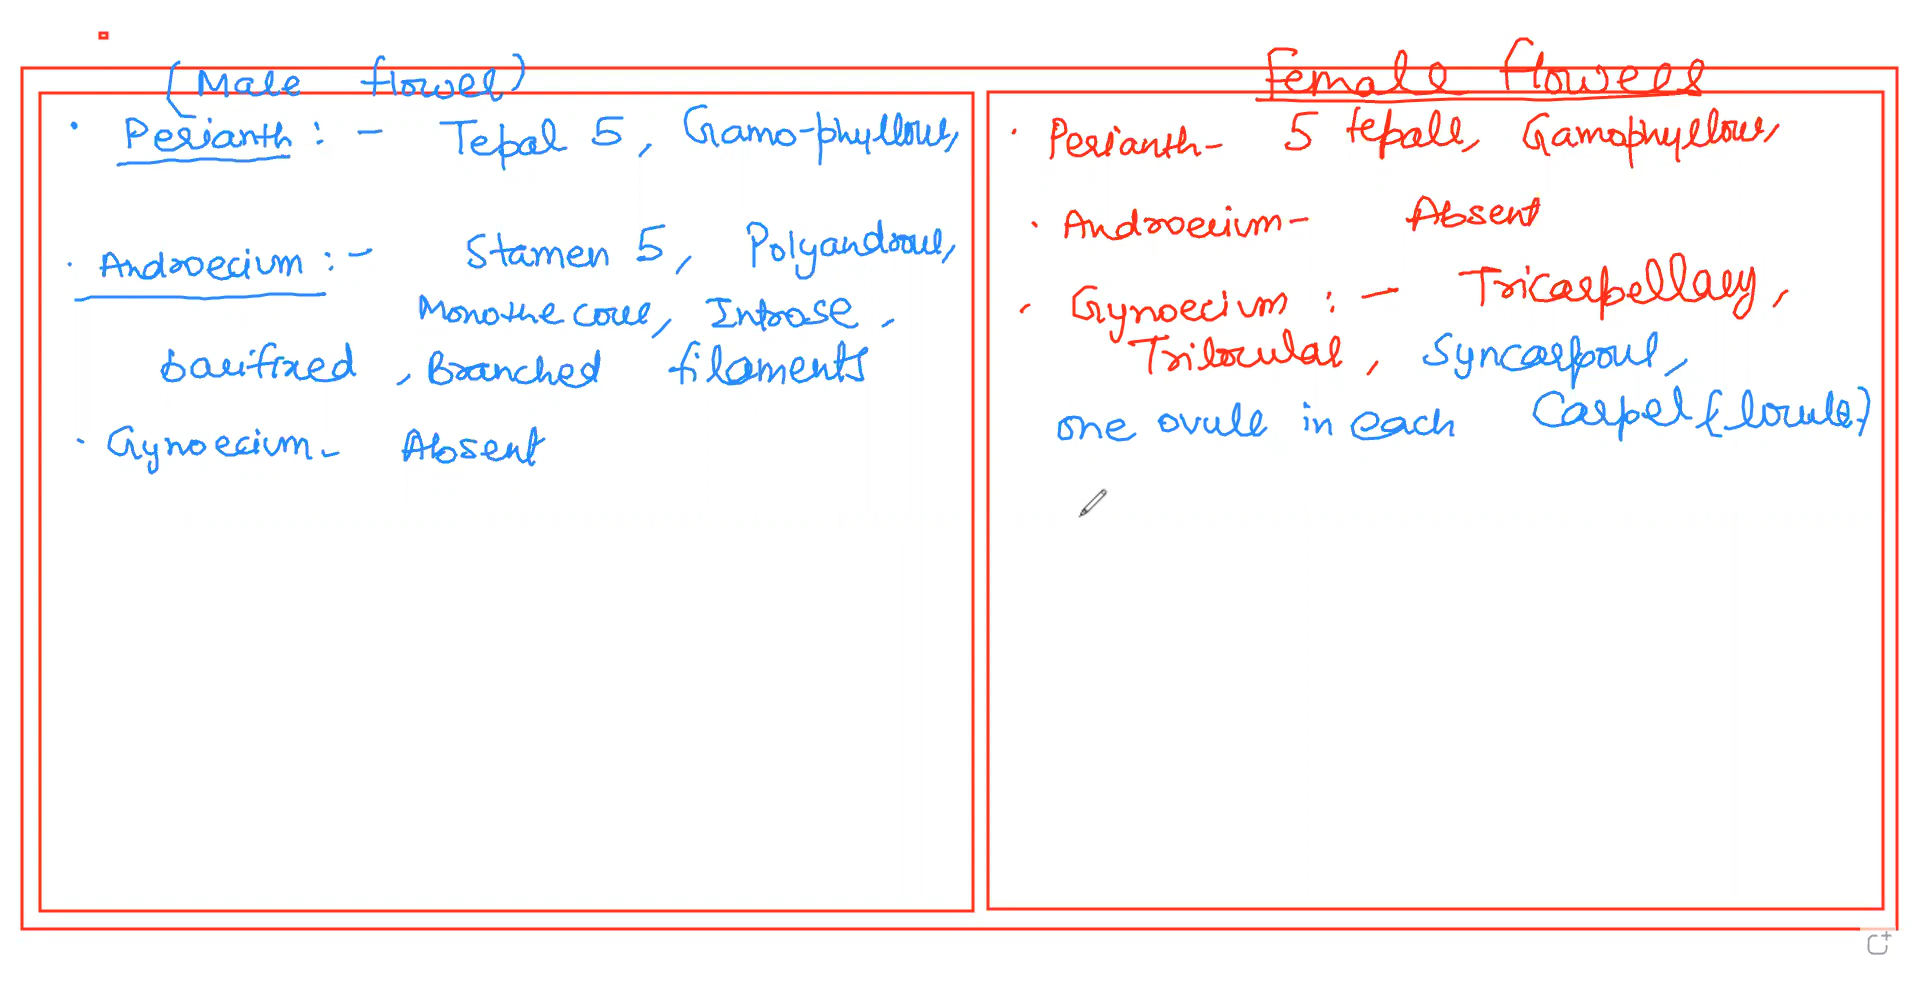 (Male flower)
• Perianth :- Tepal 5, Gamo-phyllous,
• Androecium :- Stamen 5, Polyandrous,
Monothecous, Introse,
basifixed, Branched filaments
• Gynoecium - Absent
Female flowers
• Perianth - 5 tepals, Gamophyllous,
• Androecium - Absent
• Gynoecium :- Tricarpellary,
Trilocular, Syncarpous,
one ovule in each Carpel (locule)